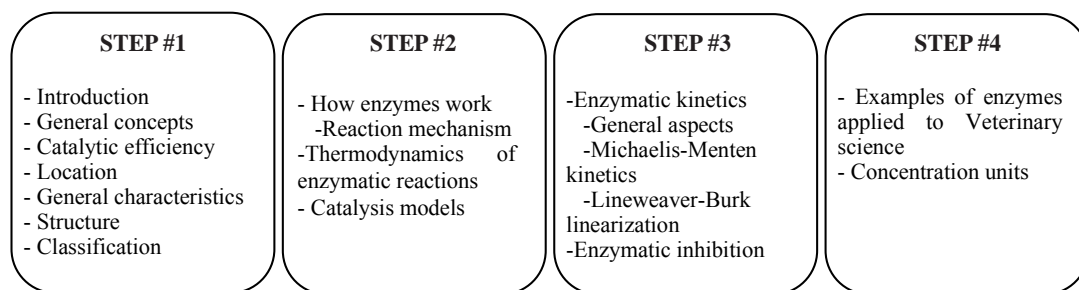 STEP #1
- Introduction
- General concepts
- Catalytic efficiency
- Location
- General characteristics
- Structure
- Classification
STEP #2
- How enzymes work
-Reaction mechanism
-Thermodynamics of
enzymatic reactions
- Catalysis models
STEP #3
-Enzymatic kinetics
-General aspects
-Michaelis-Menten
kinetics
-Lineweaver-Burk
linearization
-Enzymatic inhibition
STEP #4
- Examples of enzymes
applied to Veterinary
science
- Concentration units